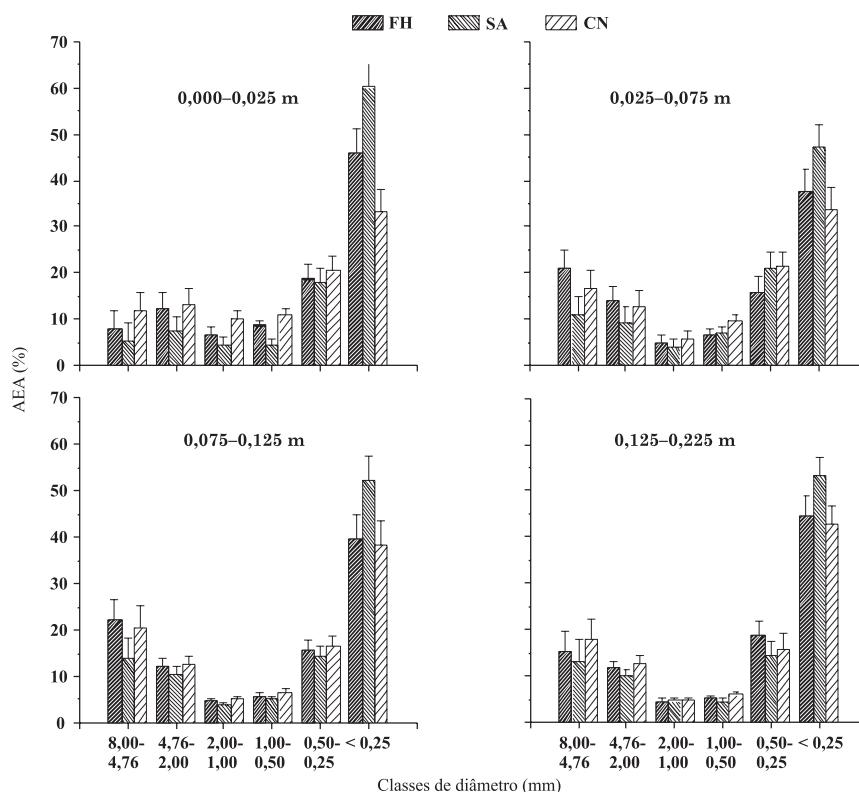 FH SA CN
70
60
50
40
30
20
10
0
0,000–0,025 m
0,025–0,075 m
AEA (%)
70
60
50
40
30
20
10
0
0,075–0,125 m
0,125–0,225 m
8,00- 4,76- 2,00- 1,00- 0,50- < 0,25
4,76 2,00 1,00 0,50 0,25
8,00- 4,76- 2,00- 1,00- 0,50- < 0,25
4,76 2,00 1,00 0,50 0,25
Classes de diâmetro (mm)